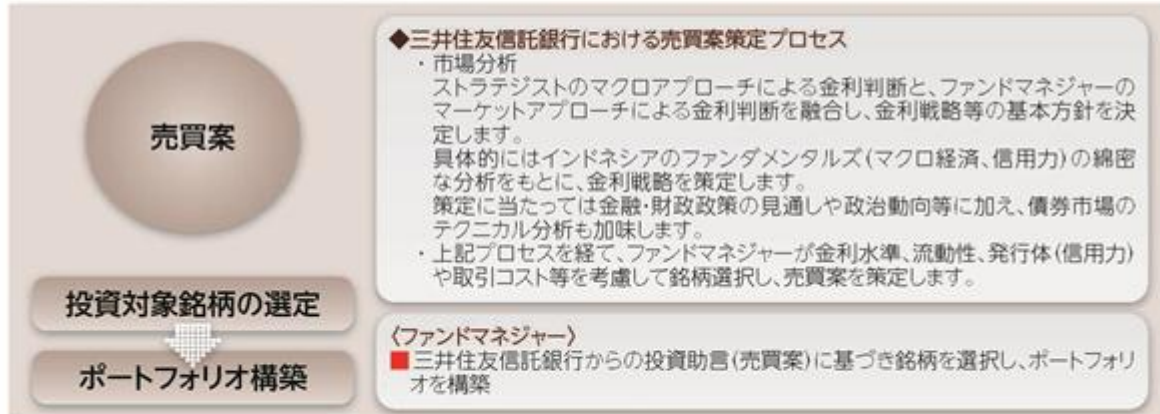 売買案
◆三井住友信託銀行における売買案策定プロセス
・市場分析
ストラテジストのマクロアプローチによる金利判断と、ファンドマネジャーの
マーケットアプローチによる金利判断を融合し、金利戦略等の基本方針を決
定します。
具体的にはインドネシアのファンダメンタルズ(マクロ経済、信用力)の綿密
な分析をもとに、金利戦略を策定します。
策定に当たっては金融・財政政策の見通しや政治動向等に加え、債券市場の
テクニカル分析も加味します。
・上記プロセスを経て、ファンドマネジャーが金利水準、流動性、発行体(信用力)
や取引コスト等を考慮して銘柄選択し、売買案を策定します。
投資対象銘柄の選定
ポートフォリオ構築
〈ファンドマネジャー〉
■三井住友信託銀行からの投資助言(売買案)に基づき銘柄を選択し、ポートフォリ
オを構築